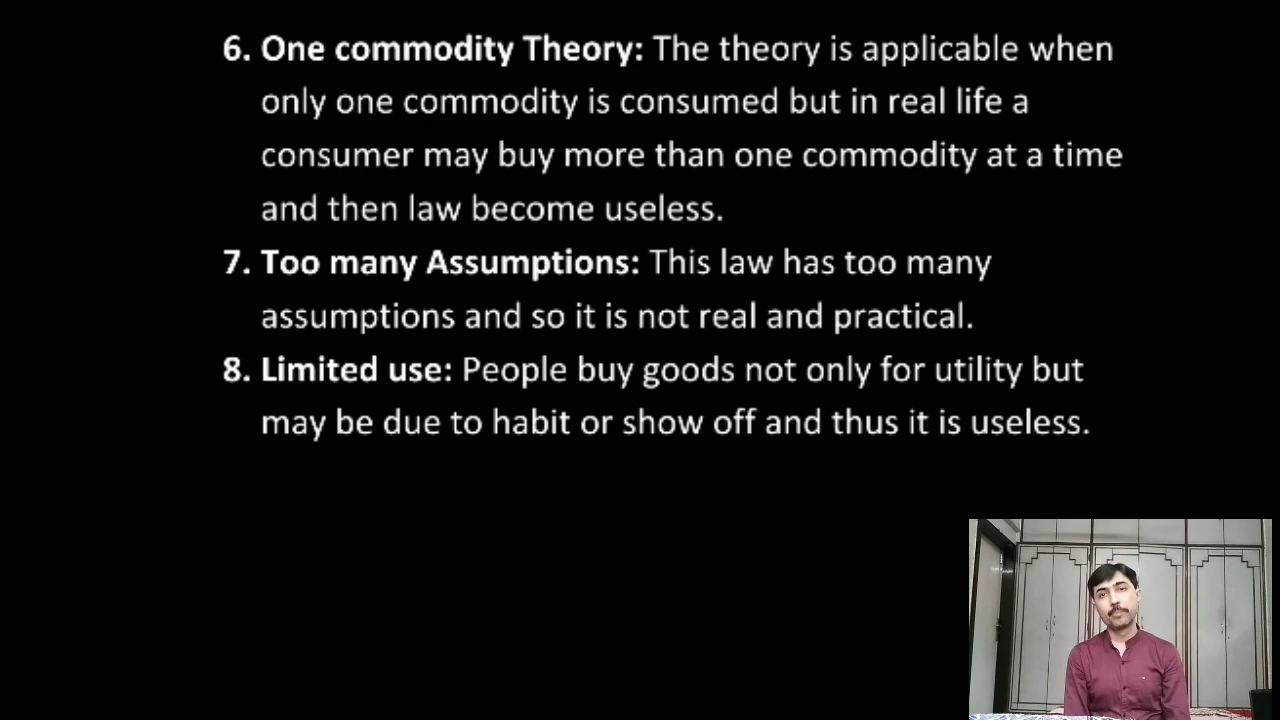 6. One commodity Theory: The theory is applicable when
only one commodity is consumed but in real life a
consumer may buy more than one commodity at a time
and then law become useless.
7. Too many Assumptions: This law has too many
assumptions and so it is not real and practical.
8. Limited use: People buy goods not only for utility but
may be due to habit or show off and thus it is useless.